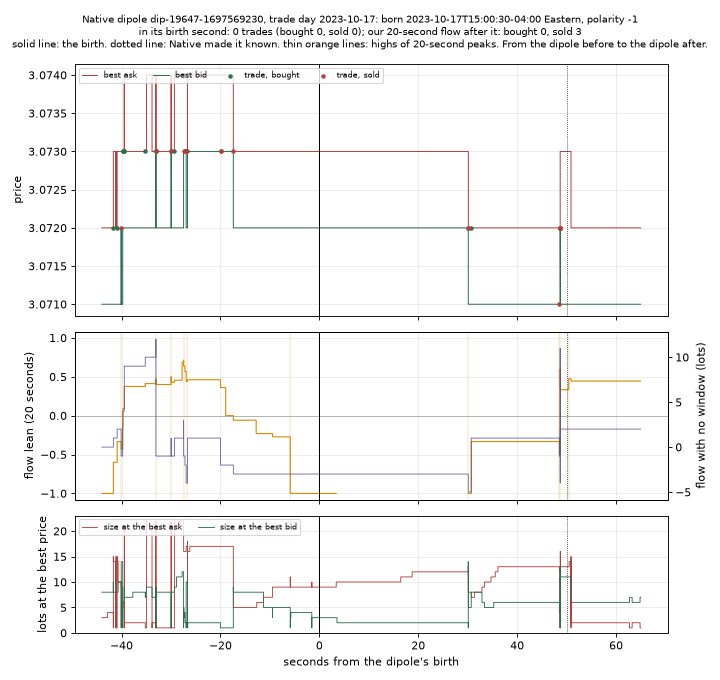 Native dipole dip-19647-1697569230, trade day 2023-10-17: born 2023-10-17T15:00:30-04:00 Eastern, polarity -1
in its birth second: 0 trades (bought 0, sold 0); our 20-second flow after it: bought 0, sold 3
solid line: the birth. dotted line: Native made it known. thin orange lines: highs of 20-second peaks. From the dipole before to the dipole after.
best ask best bid trade, bought trade, sold
3.0740
3.0735
3.0730
3.0725
3.0720
3.0715
3.0710
price
1.0
0.5
0.0
−0.5
−1.0
flow lean (20 seconds)
10
5
0
−5
flow with no window (lots)
size at the best ask size at the best bid
20
15
10
5
0
lots at the best price
−40 −20 0 20 40 60
seconds from the dipole's birth